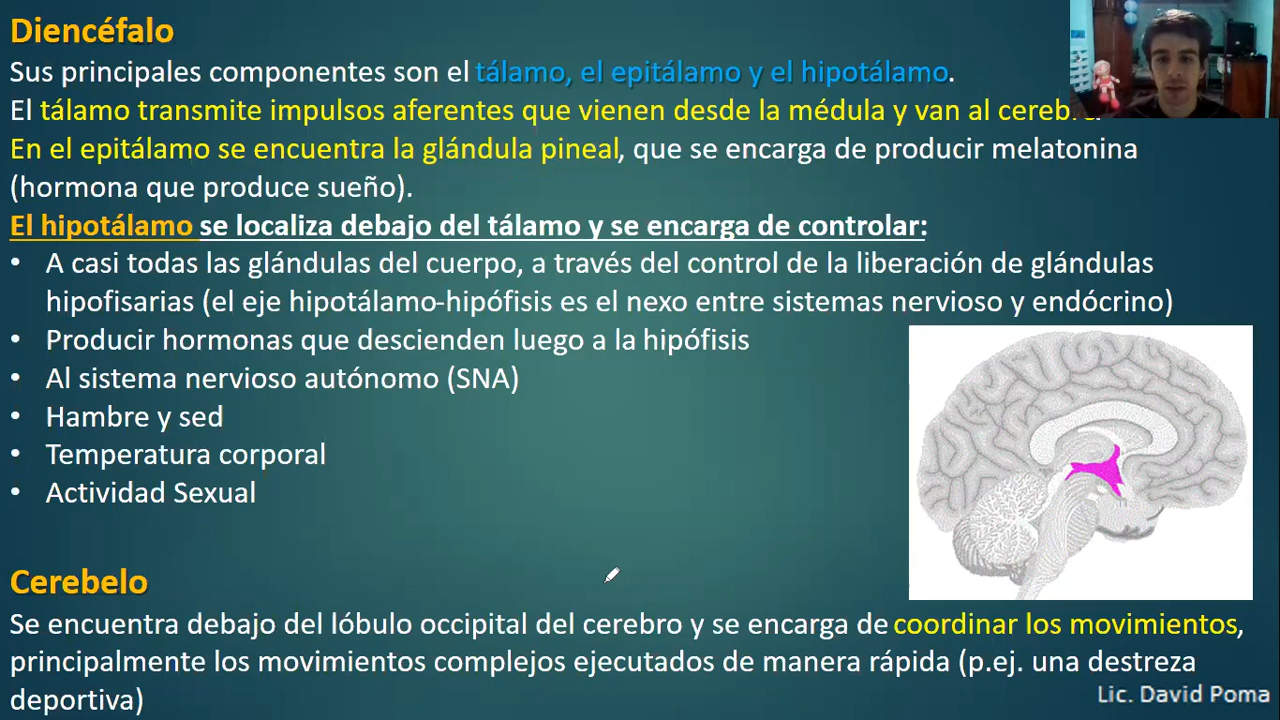 Diencéfalo
Sus principales componentes son el tálamo, el epitálamo y el hipotálamo.
El tálamo transmite impulsos aferentes que vienen desde la médula y van al
En el epitálamo se encuentra la glándula pineal, que se encarga de producir melatonina
(hormona que produce sueño).
El hipotálamo se localiza debajo del tálamo y se encarga de controlar:
• A casi todas las glándulas del cuerpo, a través del control de la liberación de glándulas
hipofisarias (el eje hipotálamo-hipófisis es el nexo entre sistemas nervioso y endócrino)
• Producir hormonas que descienden luego a la hipófisis
• Al sistema nervioso autónomo (SNA)
• Hambre y sed
• Temperatura corporal
• Actividad Sexual
Cerebelo
Se encuentra debajo del lóbulo occipital del cerebro y se encarga de coordinar los movimientos,
principalmente los movimientos complejos ejecutados de manera rápida (p.ej. una destreza
deportiva)
Lic. David Poma